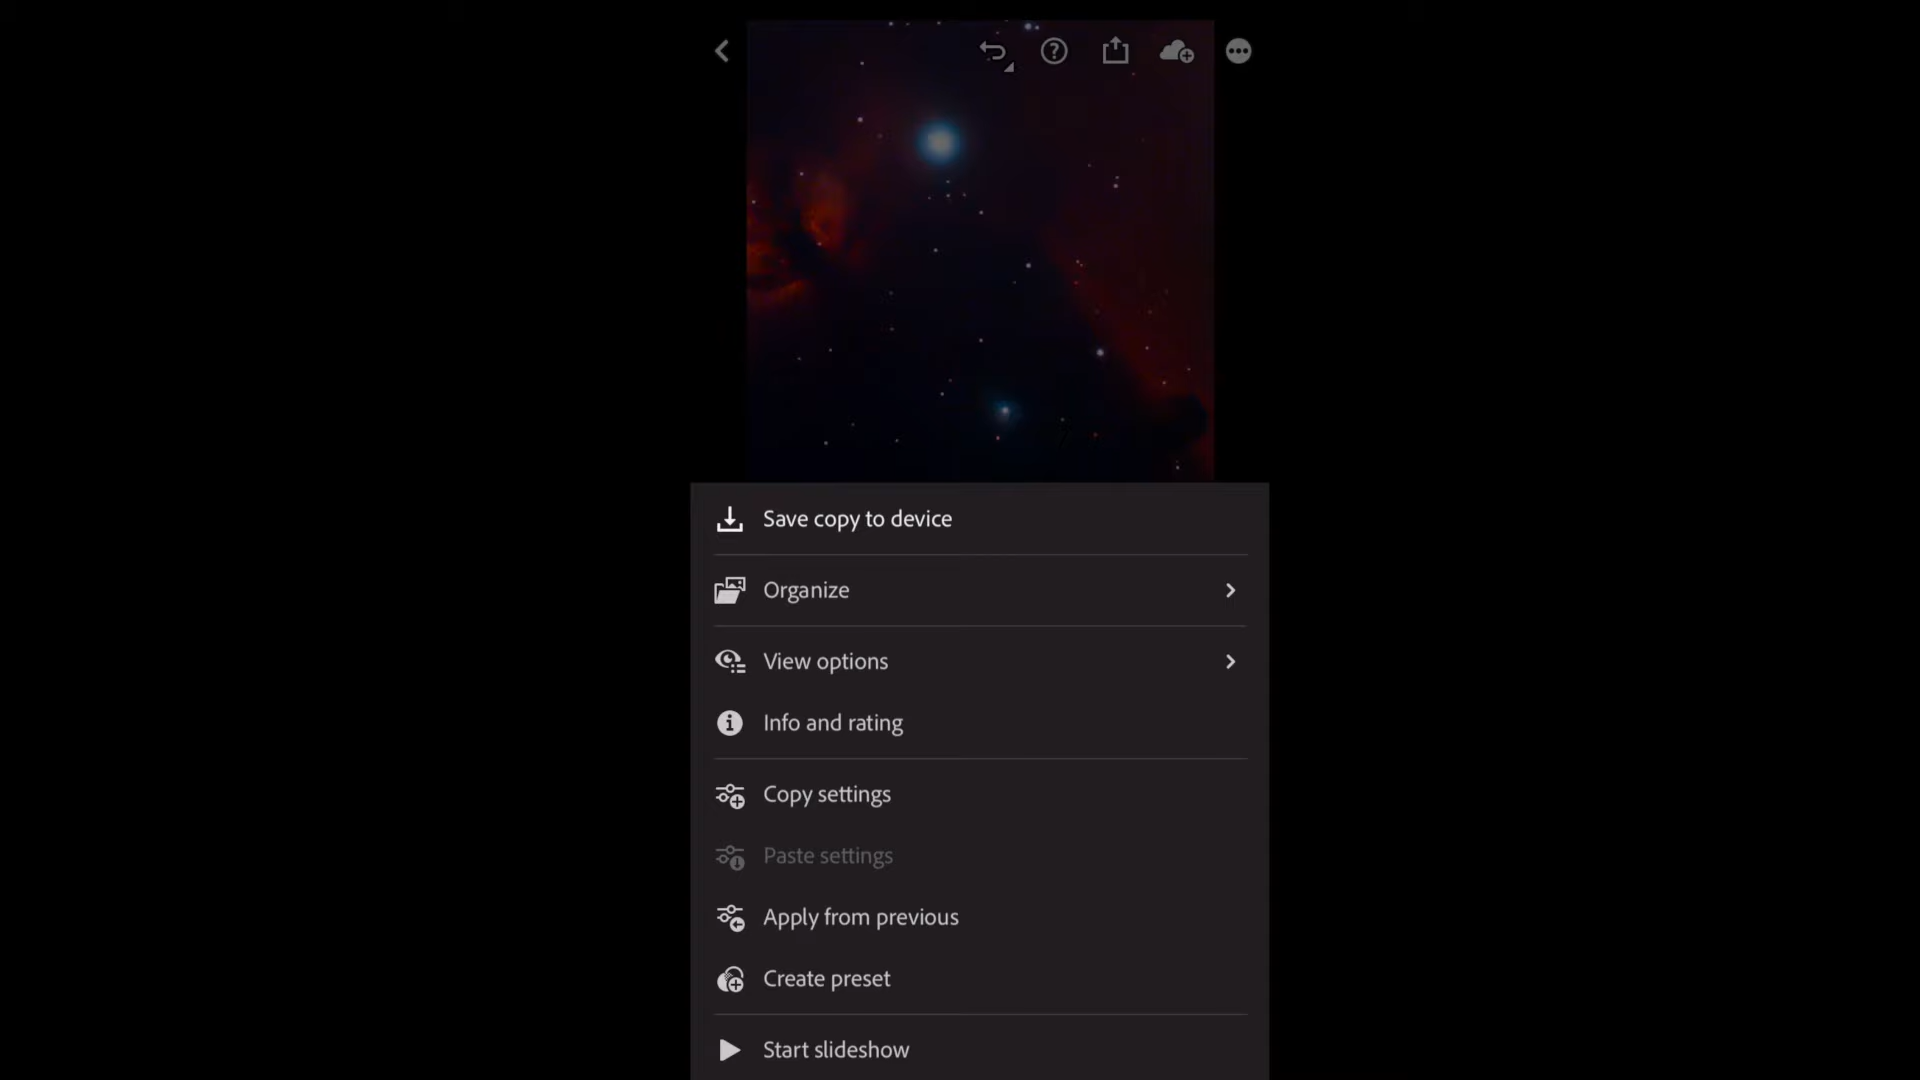 Save copy to device
Organize
View options
Info and rating
Copy settings
Paste settings
Apply from previous
Create preset
Start slideshow